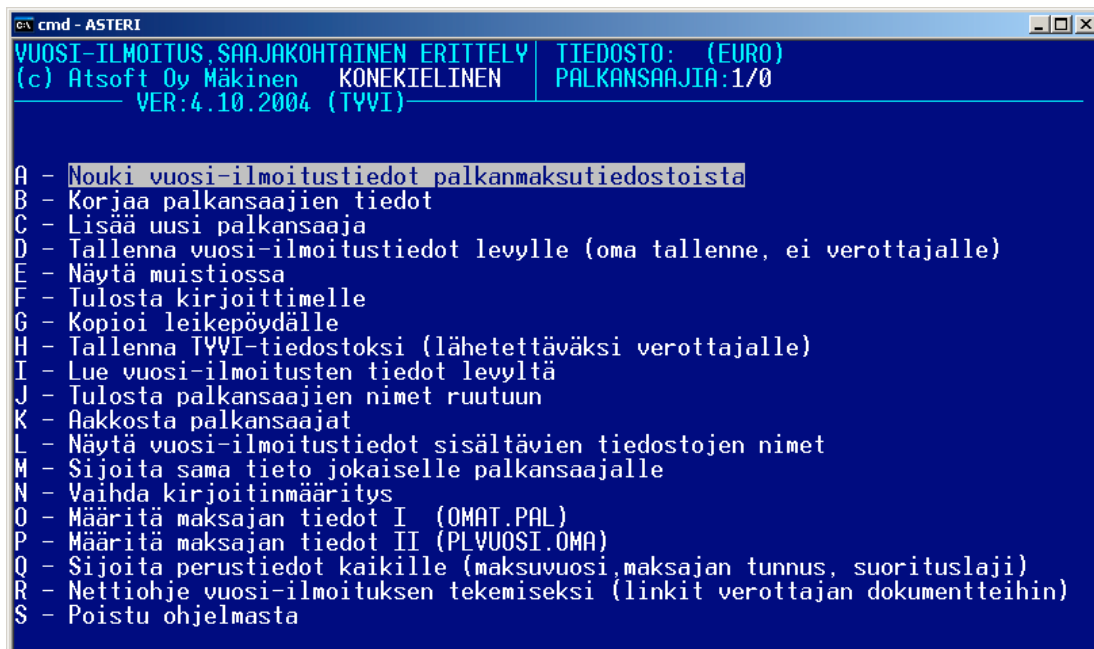 cmd - ASTERI
VUOSI-ILMOITUS,SAAJAKOHTAINEN ERITTELY TIEDOSTO: (EURO)
(c) Atsoft Oy Mäkinen KONEKIELINEN PALKANSAAJIA:1/0
VER:4.10.2004 (TYVI)
A - Nouki vuosi-ilmoitustiedot palkanmaksutiedostoista
B - Korjaa palkansaajien tiedot
C - Lisää uusi palkansaaja
D - Tallenna vuosi-ilmoitustiedot levylle (oma tallenne, ei verottajalle)
E - Näytä muistiossa
F - Tulosta kirjoittimelle
G - Kopioi leikepöydälle
H - Tallenna TYVI-tiedostoksi (lähetettäväksi verottajalle)
I - Lue vuosi-ilmoitusten tiedot levyltä
J - Tulosta palkansaajien nimet ruutuun
K - Aakkosta palkansaajat
L - Näytä vuosi-ilmoitustiedot sisältävien tiedostojen nimet
M - Sijoita sama tieto jokaiselle palkansaajalle
N - Vaihda kirjoitinmääritys
O - Määritä maksajan tiedot I (OMAT.PAL)
P - Määritä maksajan tiedot II (PLVUOSI.OMA)
Q - Sijoita perustiedot kaikille (maksuvuosi,maksajan tunnus, suorituslaji)
R - Nettiohje vuosi-ilmoituksen tekemiseksi (linkit verottajan dokumentteihin)
S - Poistu ohjelmasta